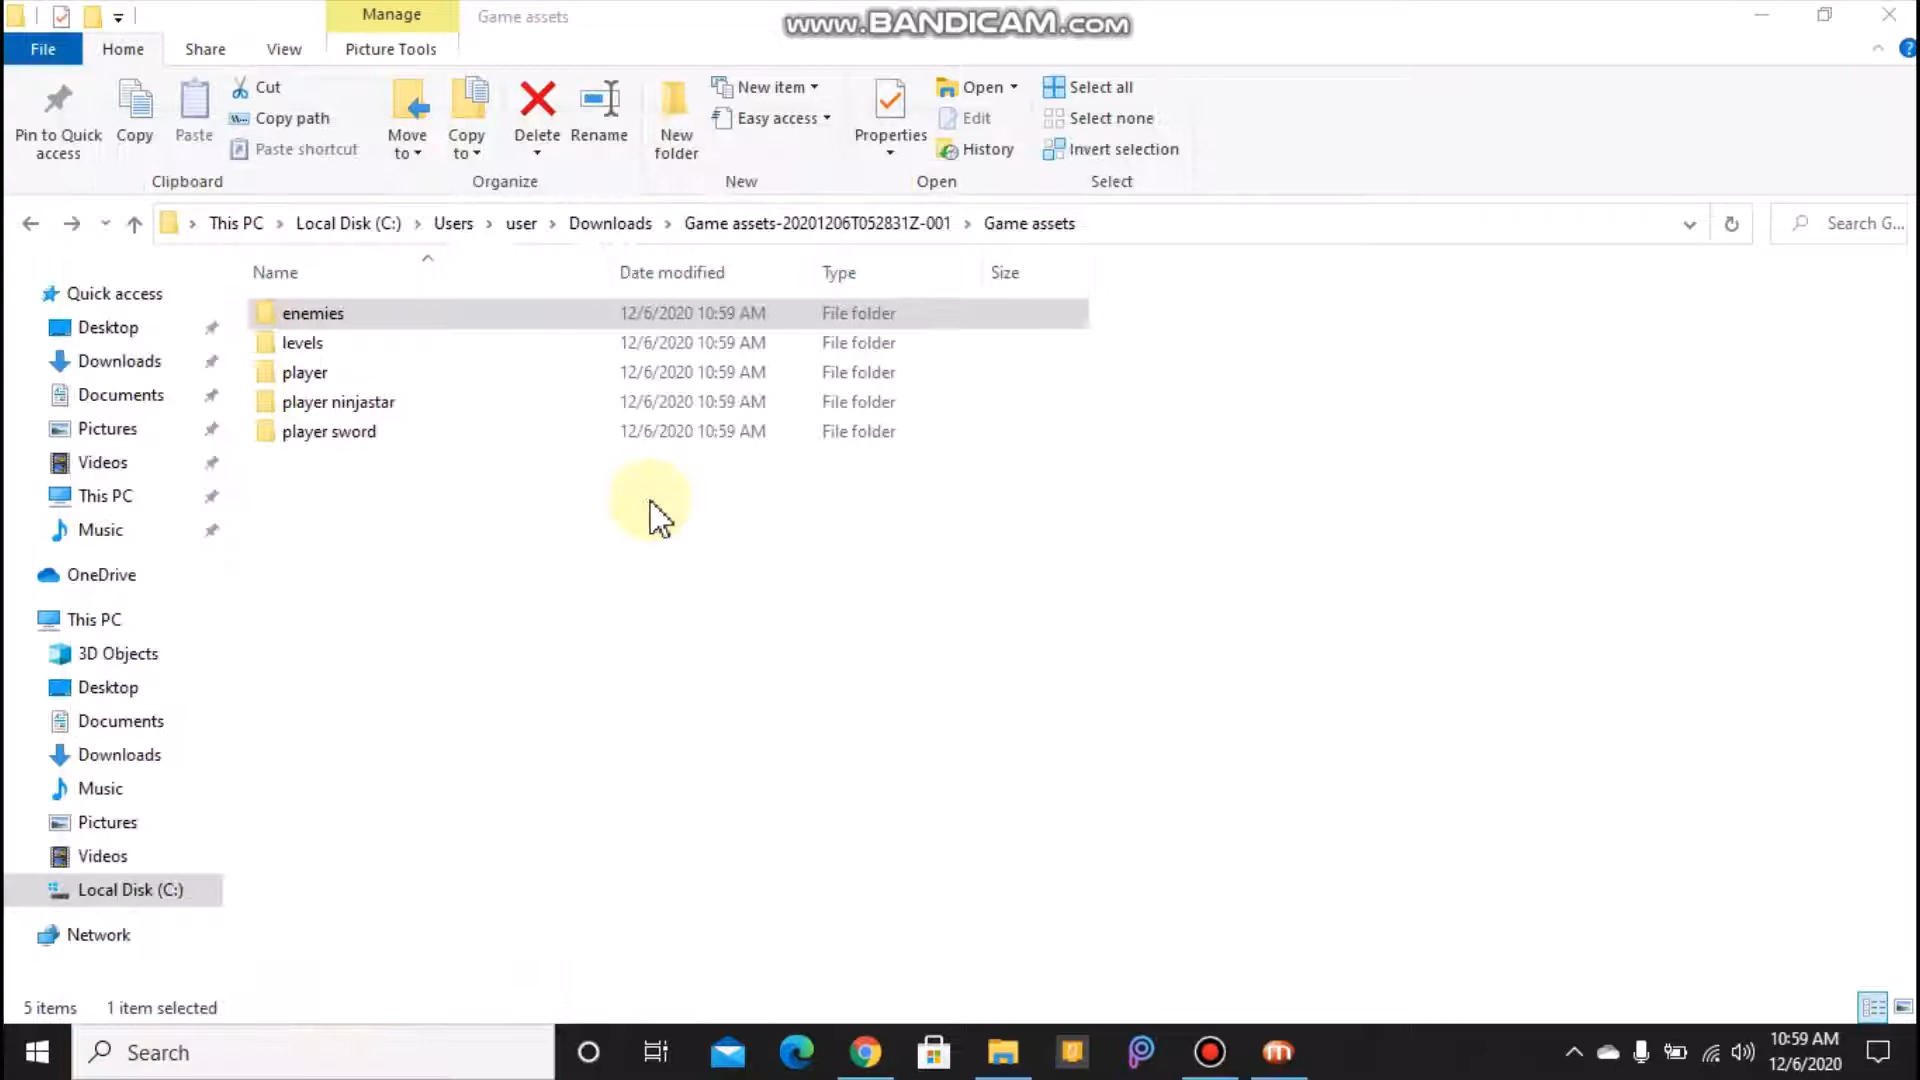 Manage
Game assets
www.BANDICAM.com
File
Home
Share
View
Picture Tools
Pin to Quick access
Copy
Paste
Cut
Copy path
Paste shortcut
Move to
Copy to
Delete
Rename
New folder
New item
Easy access
Properties
Open
Edit
History
Select all
Select none
Invert selection
Clipboard
Organize
New
Open
Select
This PC > Local Disk (C:) > Users > user > Downloads > Game assets-20201206T052831Z-001 > Game assets
Search G...
Name Date modified Type Size
enemies 12/6/2020 10:59 AM File folder
levels 12/6/2020 10:59 AM File folder
player 12/6/2020 10:59 AM File folder
player ninjastar 12/6/2020 10:59 AM File folder
player sword 12/6/2020 10:59 AM File folder
Quick access
Desktop
Downloads
Documents
Pictures
Videos
This PC
Music
OneDrive
This PC
3D Objects
Desktop
Documents
Downloads
Music
Pictures
Videos
Local Disk (C:)
Network
5 items 1 item selected
Search
10:59 AM
12/6/2020